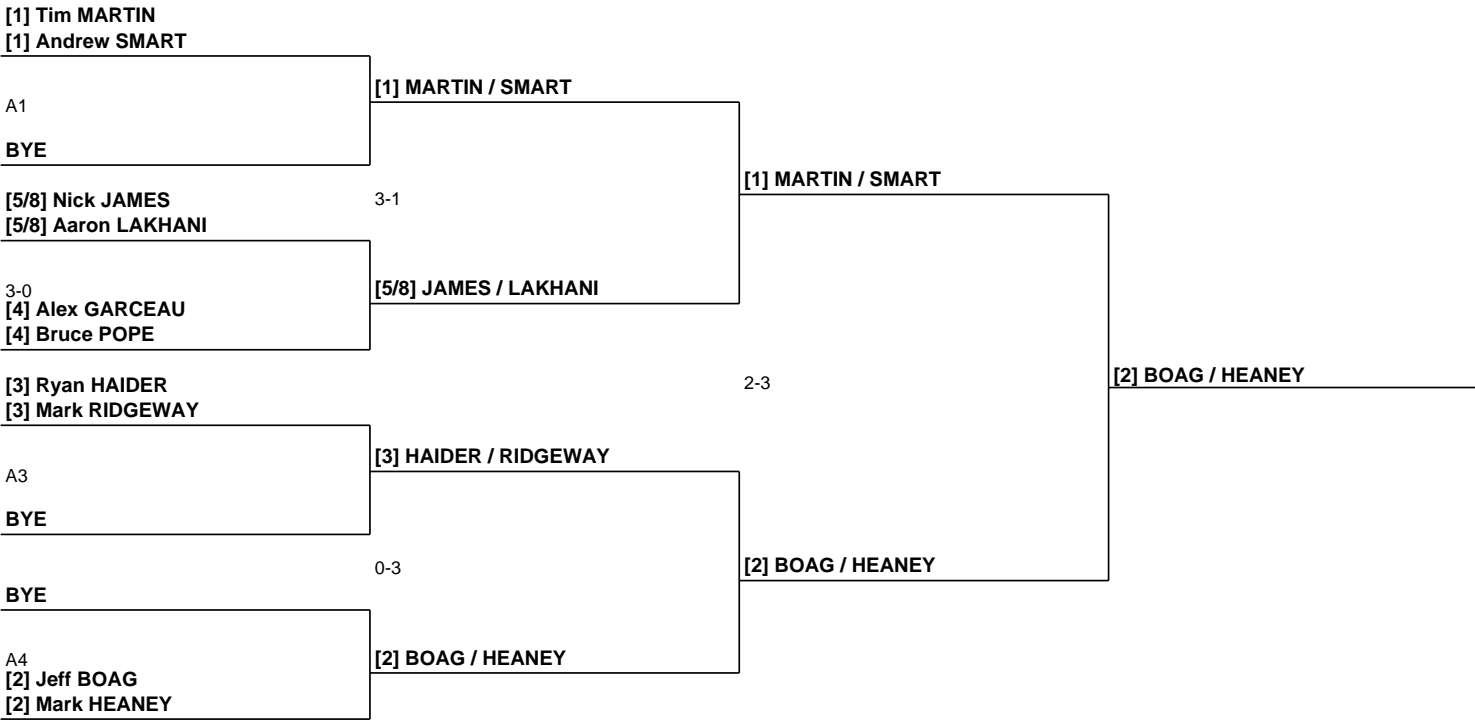 [1] Tim MARTIN
[1] Andrew SMART
A1
BYE
[5/8] Nick JAMES
[5/8] Aaron LAKHANI
3-0
[4] Alex GARCEAU
[4] Bruce POPE
[3] Ryan HAIDER
[3] Mark RIDGEWAY
A3
BYE
BYE
A4
[2] Jeff BOAG
[2] Mark HEANEY
[1] MARTIN / SMART
3-1
[5/8] JAMES / LAKHANI
[3] HAIDER / RIDGEWAY
0-3
[2] BOAG / HEANEY
[1] MARTIN / SMART
2-3
[2] BOAG / HEANEY
[2] BOAG / HEANEY